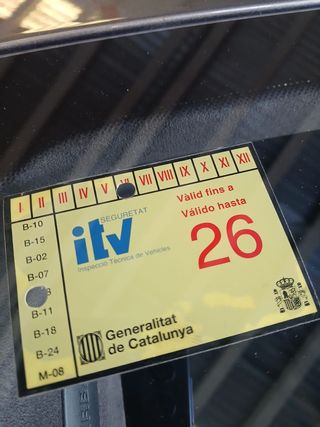 I II III IV V VI VII VIII IX X XI XII
B-10
B-15
B-02
B-07
B-11
B-18
B-24
M-08
SEGURETAT
itv
Inspecció Tècnica de Vehicles
Vàlid fins a
Válido hasta
26
Generalitat
de Catalunya